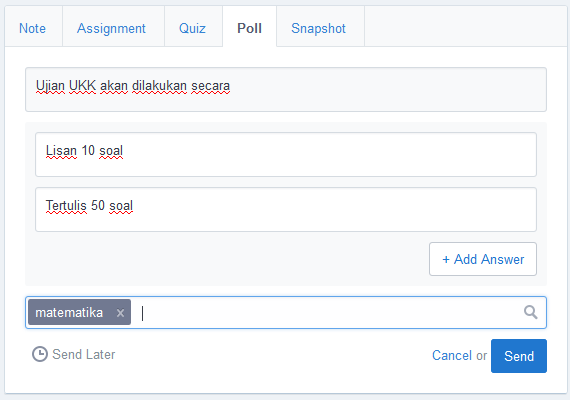 Note Assignment Quiz Poll Snapshot
Ujian UKK akan dilakukan secara
Lisan 10 soal
Tertulis 50 soal
+ Add Answer
matematika x
Send Later Cancel or Send